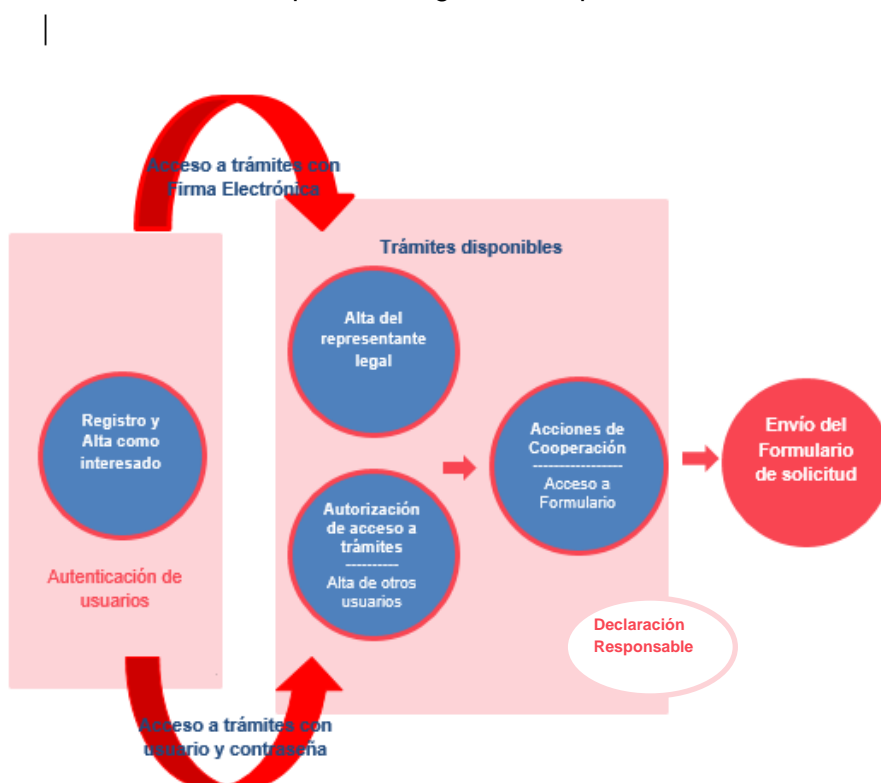 Acceso a trámites con
Firma Electrónica
Trámites disponibles
Alta del
representante
legal
Registro y
Alta como
interesado
Autenticación de
usuarios
Autorización
de acceso a
trámites
----------
Alta de otros
usuarios
Acciones de
Cooperación
------------------
Acceso a
Formulario
Envío del
Formulario
de solicitud
Declaración
Responsable
Acceso a trámites con
usuario y contraseña